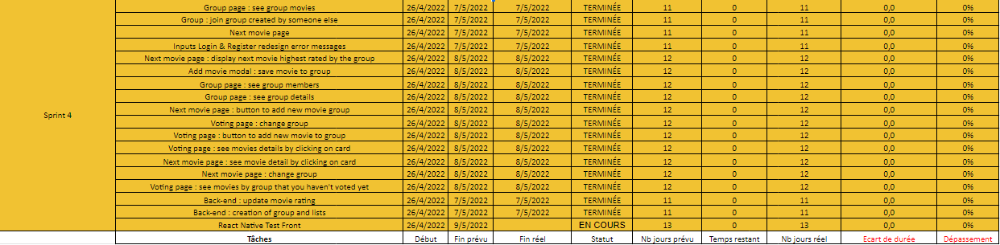 Group page : see group movies 26/4/2022 7/5/2022 7/5/2022 TERMINÉE 11 0 11 0,0 0%
Group : join group created by someone else 26/4/2022 7/5/2022 7/5/2022 TERMINÉE 11 0 11 0,0 0%
Next movie page 26/4/2022 7/5/2022 7/5/2022 TERMINÉE 11 0 11 0,0 0%
Inputs Login & Register redesign error messages 26/4/2022 7/5/2022 7/5/2022 TERMINÉE 11 0 11 0,0 0%
Next movie page : display next movie highest rated by the group 26/4/2022 8/5/2022 8/5/2022 TERMINÉE 12 0 12 0,0 0%
Add movie modal : save movie to group 26/4/2022 8/5/2022 8/5/2022 TERMINÉE 12 0 12 0,0 0%
Group page : see group members 26/4/2022 8/5/2022 8/5/2022 TERMINÉE 12 0 12 0,0 0%
Group page : see group details 26/4/2022 8/5/2022 8/5/2022 TERMINÉE 12 0 12 0,0 0%
Next movie page : button to add new movie group 26/4/2022 8/5/2022 8/5/2022 TERMINÉE 12 0 12 0,0 0%
Sprint 4 Voting page : change group 26/4/2022 8/5/2022 8/5/2022 TERMINÉE 12 0 12 0,0 0%
Voting page : button to add new movie to group 26/4/2022 8/5/2022 8/5/2022 TERMINÉE 12 0 12 0,0 0%
Voting page : see movies details by clicking on card 26/4/2022 8/5/2022 8/5/2022 TERMINÉE 12 0 12 0,0 0%
Next movie page : see movie detail by clicking on card 26/4/2022 8/5/2022 8/5/2022 TERMINÉE 12 0 12 0,0 0%
Next movie page : change group 26/4/2022 8/5/2022 8/5/2022 TERMINÉE 12 0 12 0,0 0%
Voting page : see movies by group that you haven't voted yet 26/4/2022 8/5/2022 8/5/2022 TERMINÉE 12 0 12 0,0 0%
Back-end : update movie rating 26/4/2022 7/5/2022 7/5/2022 TERMINÉE 11 0 11 0,0 0%
Back-end : creation of group and lists 26/4/2022 7/5/2022 7/5/2022 TERMINÉE 11 0 11 0,0 0%
React Native Test Front 26/4/2022 9/5/2022 EN COURS 13 0 13 0,0 0%
Tâches Début Fin prévu Fin réel Statut Nb jours prévu Temps restant Nb jours réel Ecart de durée Dépassement